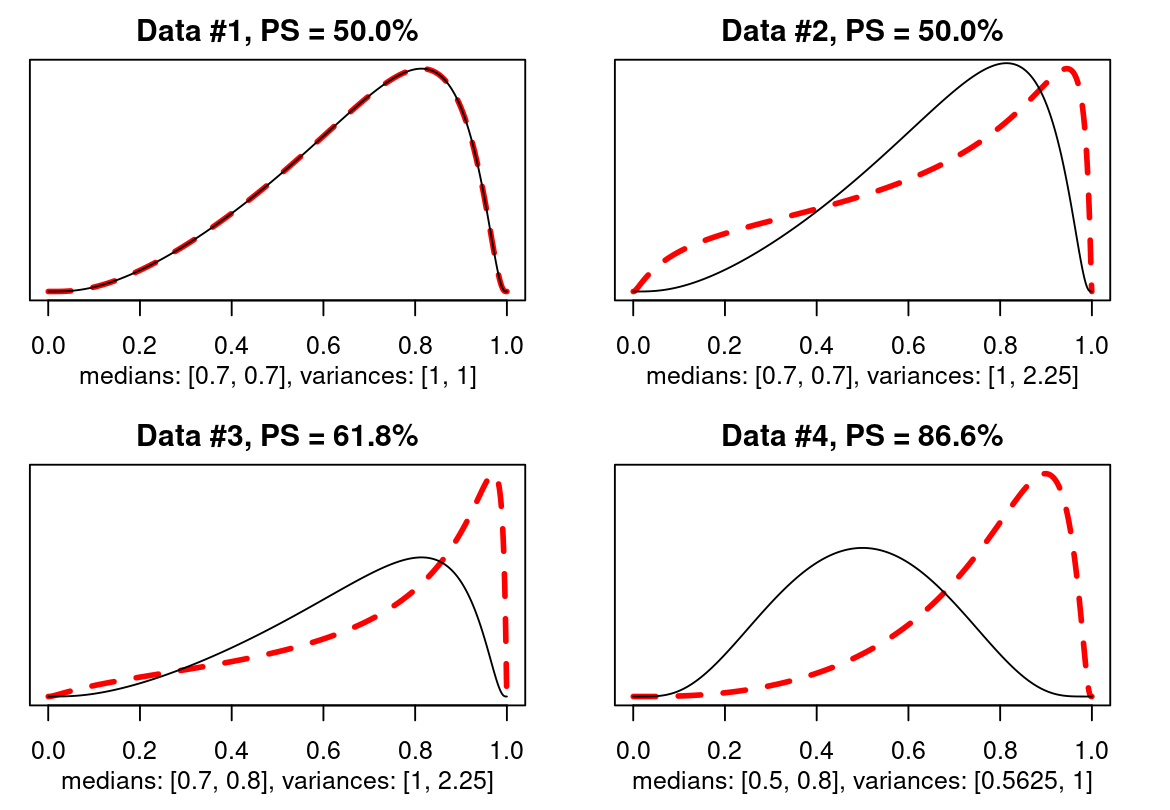 Data #1, PS = 50.0%
0.0 0.2 0.4 0.6 0.8 1.0
medians: [0.7, 0.7], variances: [1, 1]
Data #2, PS = 50.0%
0.0 0.2 0.4 0.6 0.8 1.0
medians: [0.7, 0.7], variances: [1, 2.25]
Data #3, PS = 61.8%
0.0 0.2 0.4 0.6 0.8 1.0
medians: [0.7, 0.8], variances: [1, 2.25]
Data #4, PS = 86.6%
0.0 0.2 0.4 0.6 0.8 1.0
medians: [0.5, 0.8], variances: [0.5625, 1]